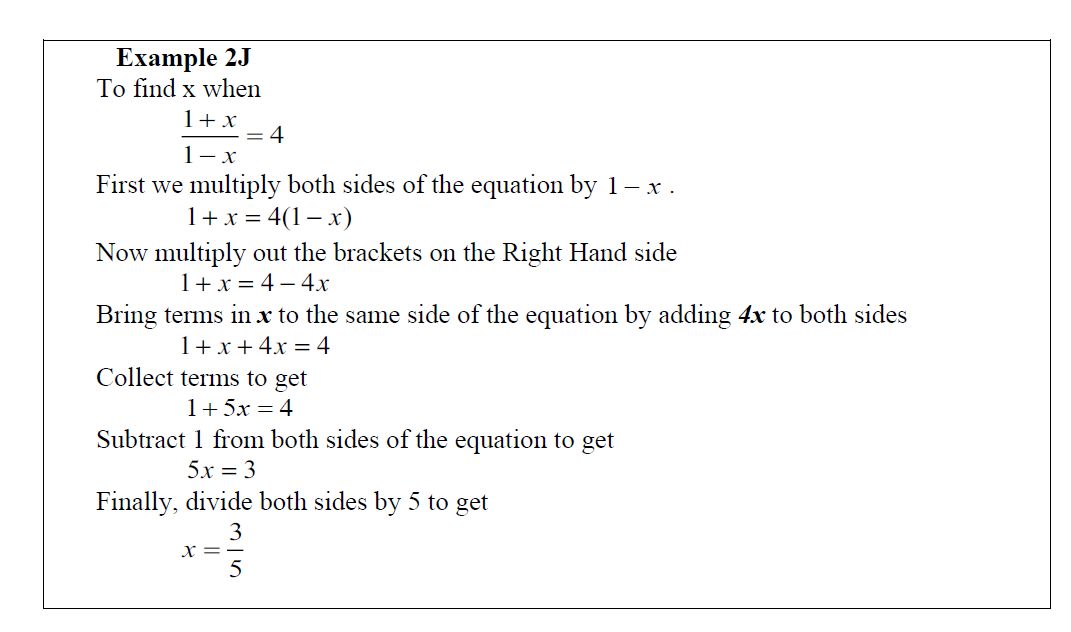 Example 2J
To find x when
1 + x
——— = 4
1 − x
First we multiply both sides of the equation by 1 − x .
1 + x = 4(1 − x)
Now multiply out the brackets on the Right Hand side
1 + x = 4 − 4x
Bring terms in x to the same side of the equation by adding 4x to both sides
1 + x + 4x = 4
Collect terms to get
1 + 5x = 4
Subtract 1 from both sides of the equation to get
5x = 3
Finally, divide both sides by 5 to get
x = 3/5